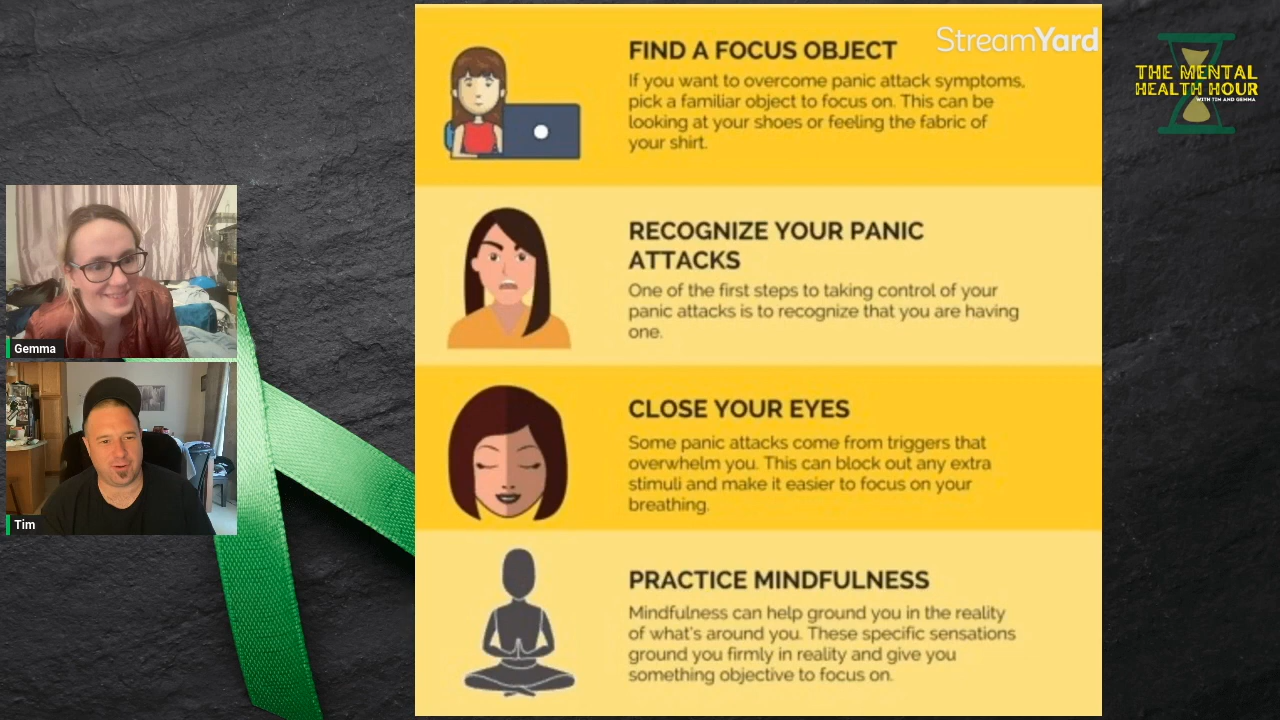 FIND A FOCUS OBJECT
If you want to overcome panic attack symptoms,
pick a familiar object to focus on. This can be
looking at your shoes or feeling the fabric of
your shirt.
RECOGNIZE YOUR PANIC
ATTACKS
One of the first steps to taking control of your
panic attacks is to recognize that you are having
one.
CLOSE YOUR EYES
Some panic attacks come from triggers that
overwhelm you. This can block out any extra
stimuli and make it easier to focus on your
breathing.
PRACTICE MINDFULNESS
Mindfulness can help ground you in the reality
of what's around you. These specific sensations
ground you firmly in reality and give you
something objective to focus on.
StreamYard
THE MENTAL
HEALTH HOUR
WITH TIM AND GEMMA
Gemma
Tim